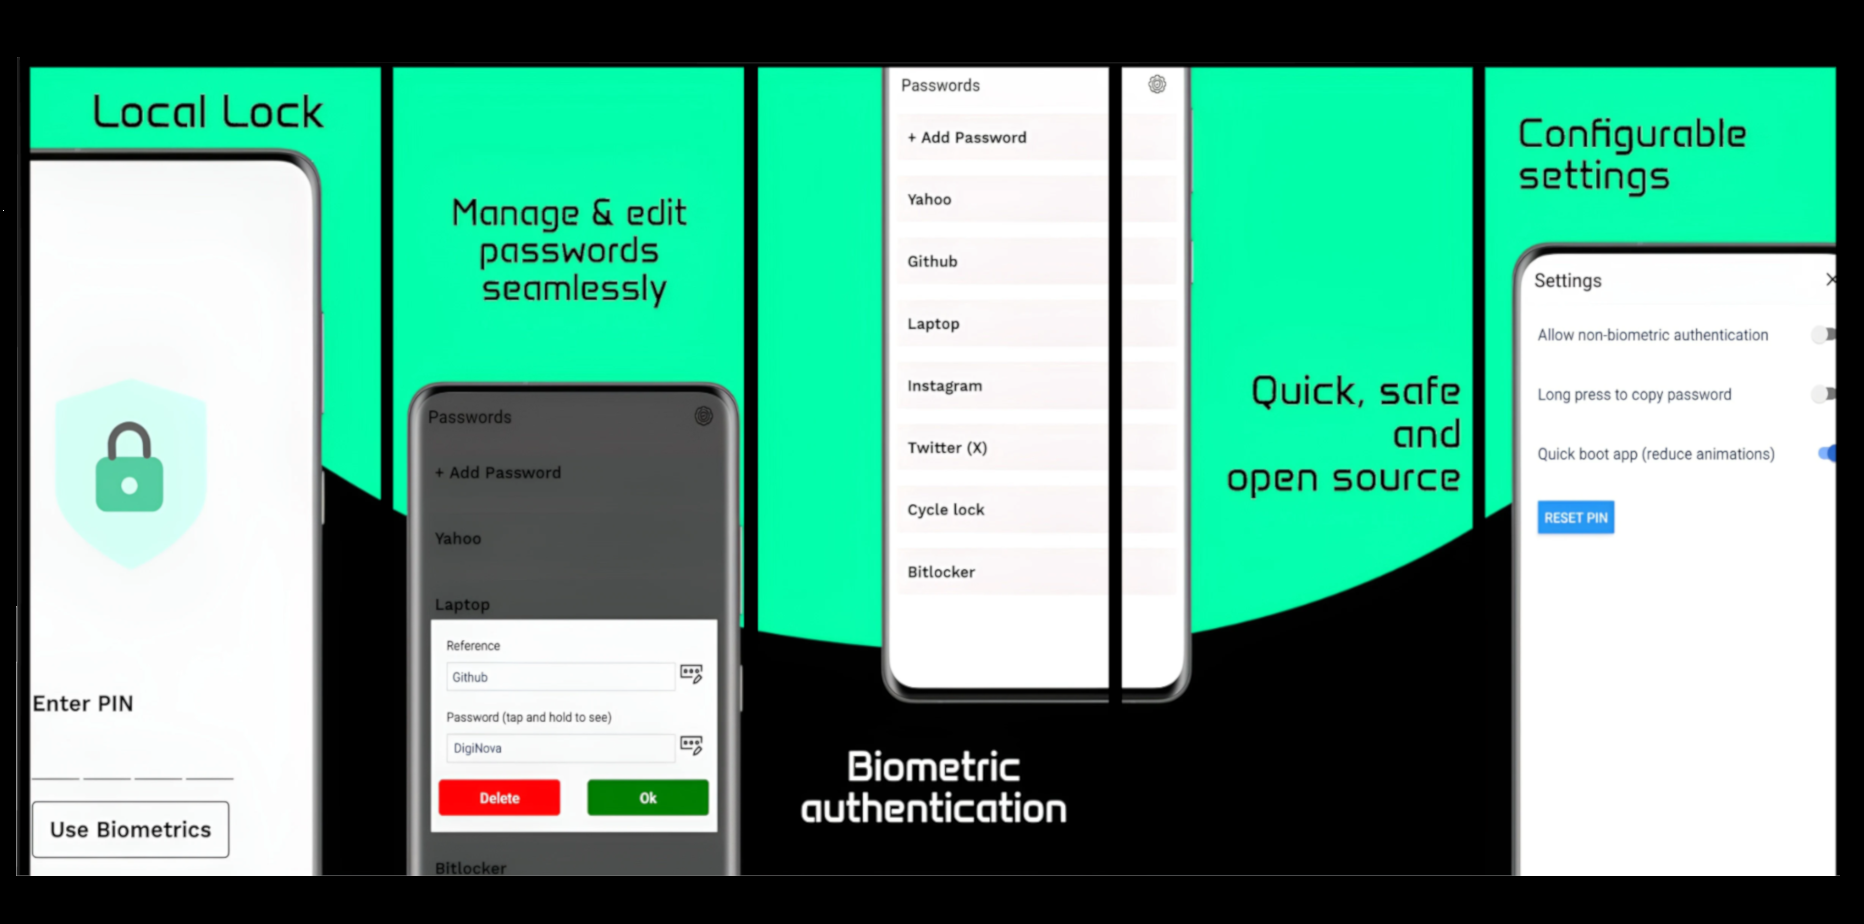 Local Lock
Enter PIN
Use Biometrics
Manage & edit
passwords
seamlessly
Passwords
+ Add Password
Yahoo
Laptop
Reference
Github
Password (tap and hold to see)
DigiNova
Delete
Ok
Bitlocker
Passwords
+ Add Password
Yahoo
Github
Laptop
Instagram
Twitter (X)
Cycle lock
Bitlocker
Biometric
authentication
Quick, safe
and
open source
Configurable
settings
Settings
Allow non-biometric authentication
Long press to copy password
Quick boot app (reduce animations)
RESET PIN